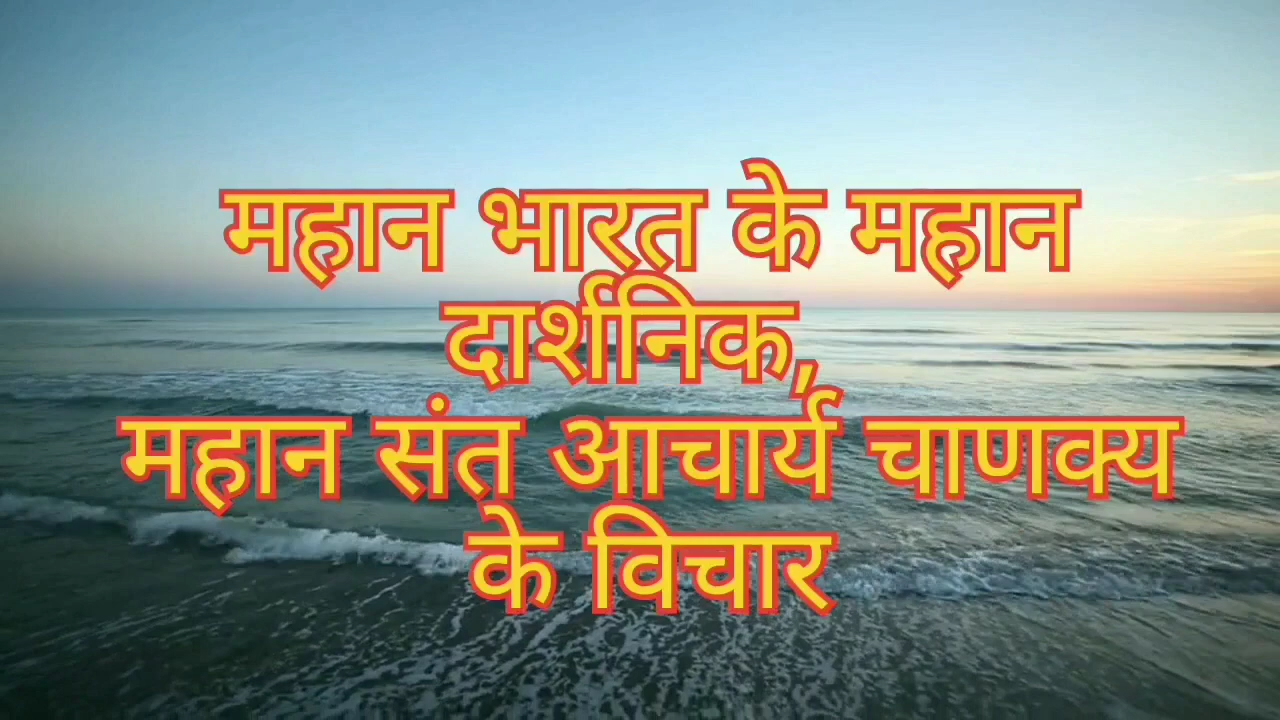 महान भारत के महान
दार्शनिक,
महान संत आचार्य चाणक्य
के विचार